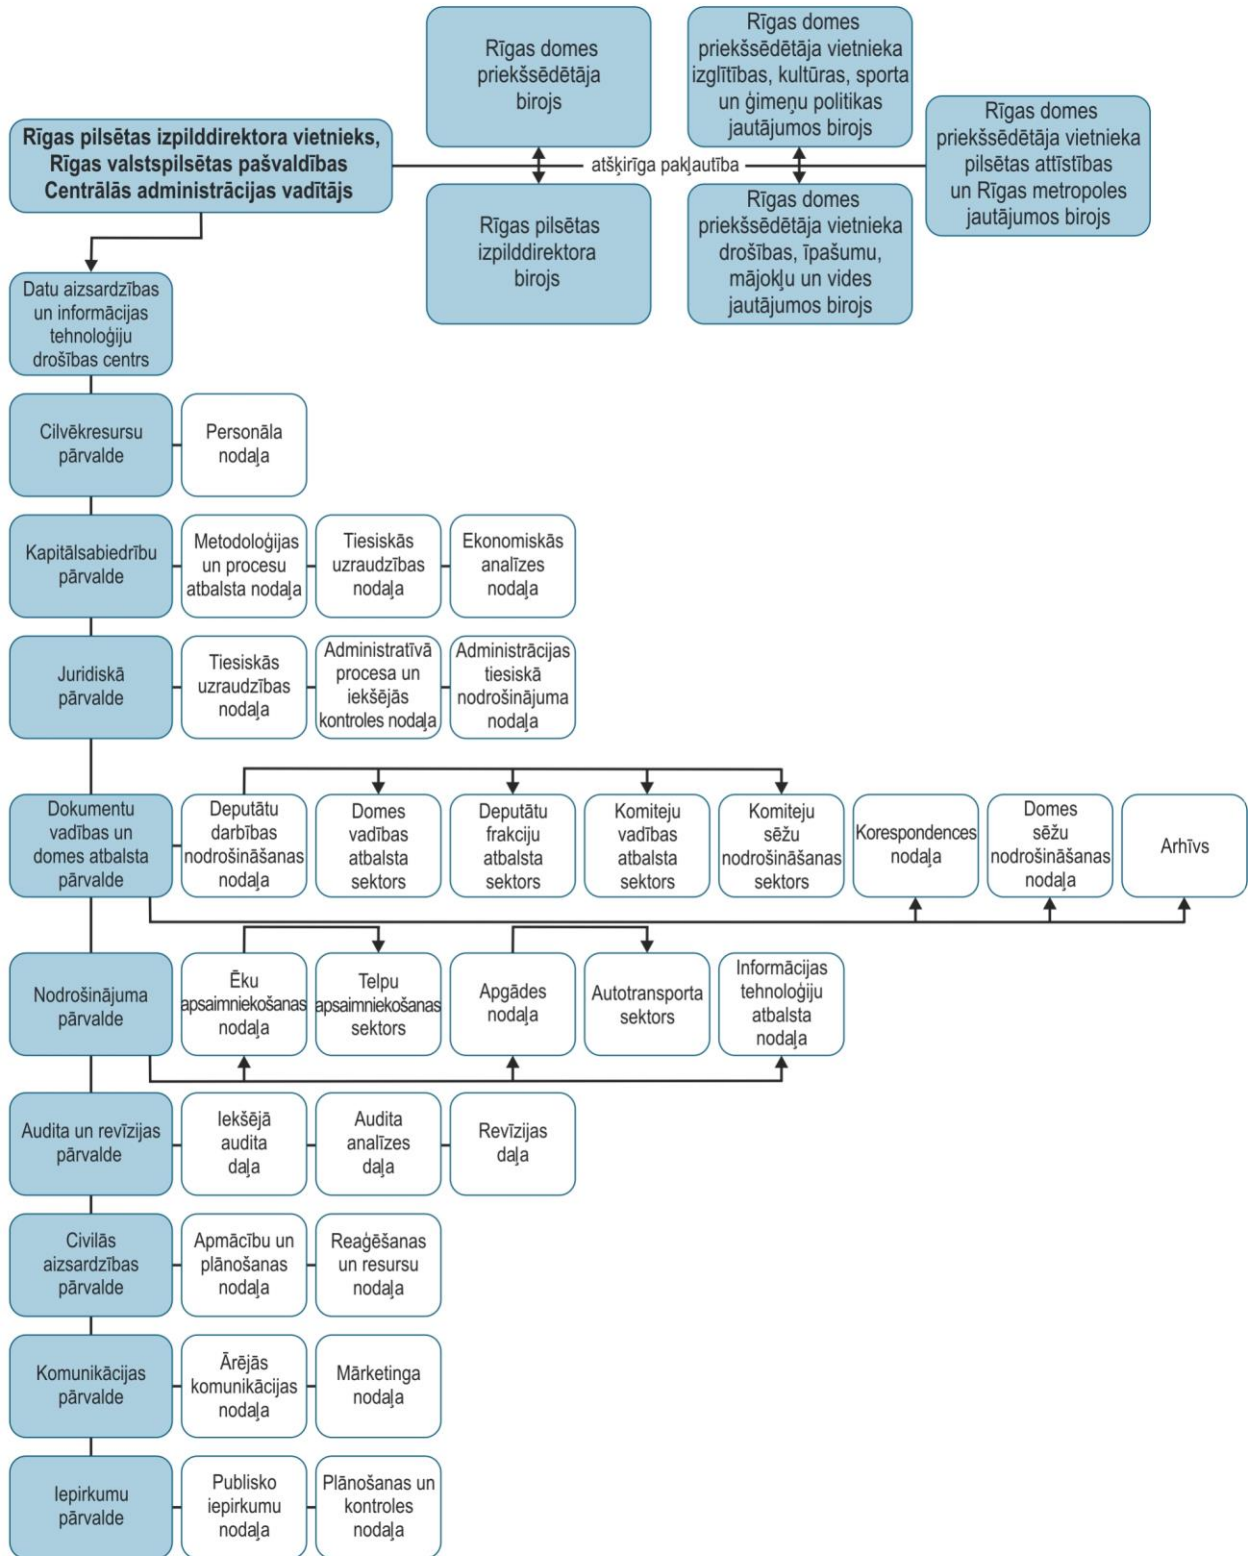 Rīgas pilsētas izpilddirektora vietnieks,
Rīgas valstspilsētas pašvaldības
Centrālās administrācijas vadītājs
Rīgas domes
priekšsēdētāja
birojs
Rīgas domes
priekšsēdētāja vietnieka
izglītības, kultūras, sporta
un ģimeņu politikas
jautājumos birojs
Rīgas domes
priekšsēdētāja vietnieka
pilsētas attīstības
un Rīgas metropoles
jautājumos birojs
atšķirīga pakļautība
Rīgas pilsētas
izpilddirektora
birojs
Rīgas domes
priekšsēdētāja vietnieka
drošības, īpašumu,
mājokļu un vides
jautājumos birojs
Datu aizsardzības
un informācijas
tehnoloģiju
drošības centrs
Cilvēkresursu
pārvalde
Personāla
nodaļa
Kapitālsabiedrību
pārvalde
Metodoloģijas
un procesu
atbalsta nodaļa
Tiesiskās
uzraudzības
nodaļa
Ekonomiskās
analīzes
nodaļa
Juridiskā
pārvalde
Tiesiskās
uzraudzības
nodaļa
Administratīvā
procesa un
iekšējās
kontroles nodaļa
Administrācijas
tiesiskā
nodrošinājuma
nodaļa
Dokumentu
vadības un
domes atbalsta
pārvalde
Deputātu
darbības
nodrošināšanas
nodaļa
Domes
vadības
atbalsta
sektors
Deputātu
frakciju
atbalsta
sektors
Komiteju
vadības
atbalsta
sektors
Komiteju
sēžu
nodrošināšanas
sektors
Korespondences
nodaļa
Domes
sēžu
nodrošināšanas
nodaļa
Arhīvs
Nodrošinājuma
pārvalde
Ēku
apsaimniekošanas
nodaļa
Telpu
apsaimniekošanas
sektors
Apgādes
nodaļa
Autotransporta
sektors
Informācijas
tehnoloģiju
atbalsta
nodaļa
Audita un revīzijas
pārvalde
Iekšējā
audita
daļa
Audita
analīzes
daļa
Revīzijas
daļa
Civilās
aizsardzības
pārvalde
Apmācību un
plānošanas
nodaļa
Reaģēšanas
un resursu
nodaļa
Komunikācijas
pārvalde
Ārējās
komunikācijas
nodaļa
Mārketinga
nodaļa
Iepirkumu
pārvalde
Publisko
iepirkumu
nodaļa
Plānošanas un
kontroles
nodaļa